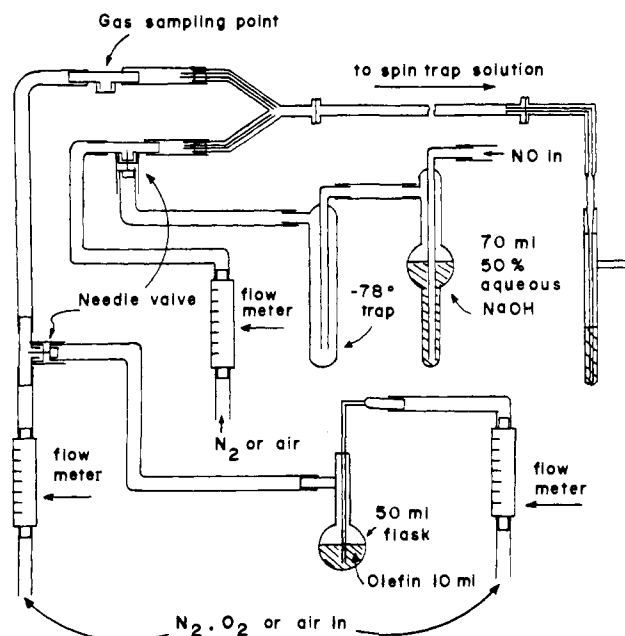 Gas sampling point
to spin trap solution
NO in
70 ml
50%
aqueous
NaOH
-78°
trap
Needle valve
flow
meter
N2 or air
flow
meter
flow
meter
50 ml
flask
Olefin 10 ml
N2. O2 or air in